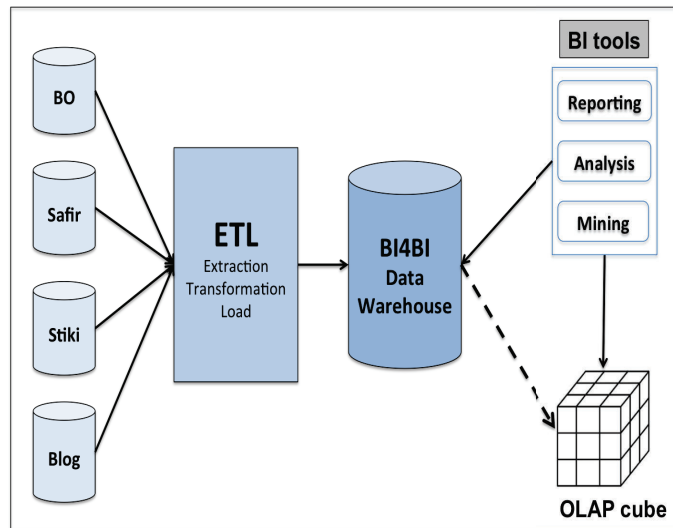 BO
Safir
Stiki
Blog
ETL
Extraction
Transformation
Load
BI4BI
Data
Warehouse
BI tools
Reporting
Analysis
Mining
OLAP cube